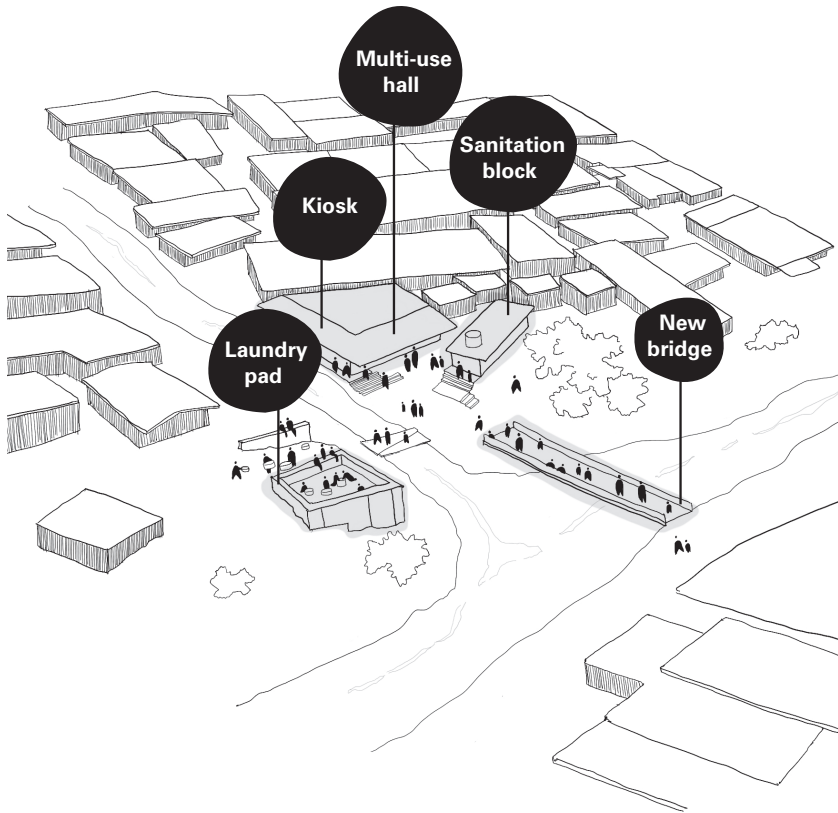 Multi-use
hall
Sanitation
block
Kiosk
New
bridge
Laundry
pad